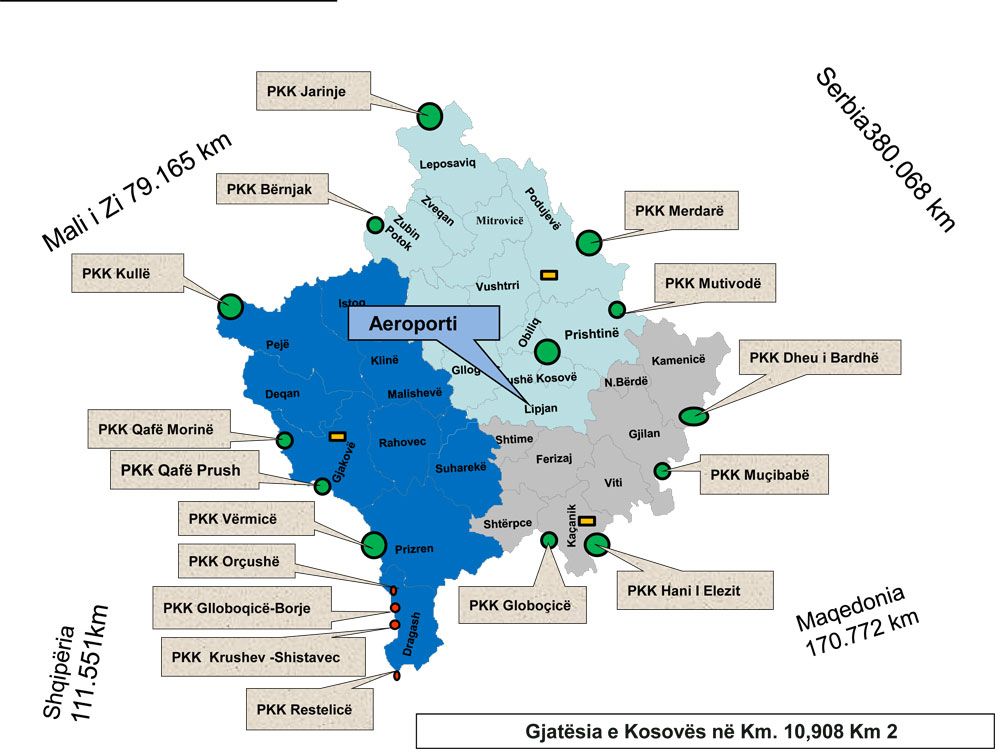 PKK Jarinje
Serbia380.068 km
Mali i Zi 79.165 km
Leposaviq
PKK Bërnjak
Zveqan
Zubin
Potok
Mitrovicë
Podujevë
PKK Merdarë
PKK Kullë
Vushtrri
PKK Mutivodë
Istog
Aeroporti
Obiliq
Prishtinë
Pejë
Klinë
Kamenicë
PKK Dheu i Bardhë
Gllog
ushë Kosovë
N.Bërdë
Deqan
Malishevë
Lipjan
PKK Qafë Morinë
Gjakovë
Rahovec
Shtime
Gjilan
PKK Qafë Prush
Suharekë
Ferizaj
Viti
PKK Muçibabë
PKK Vërmicë
Shtërpce
Kaçanik
Prizren
PKK Orçushë
PKK Globoçicë
PKK Hani I Elezit
PKK Glloboqicë-Borje
Dragash
PKK Krushev -Shistavec
PKK Restelicë
Shqipëria
111.551km
Maqedonia
170.772 km
Gjatësia e Kosovës në Km. 10,908 Km 2